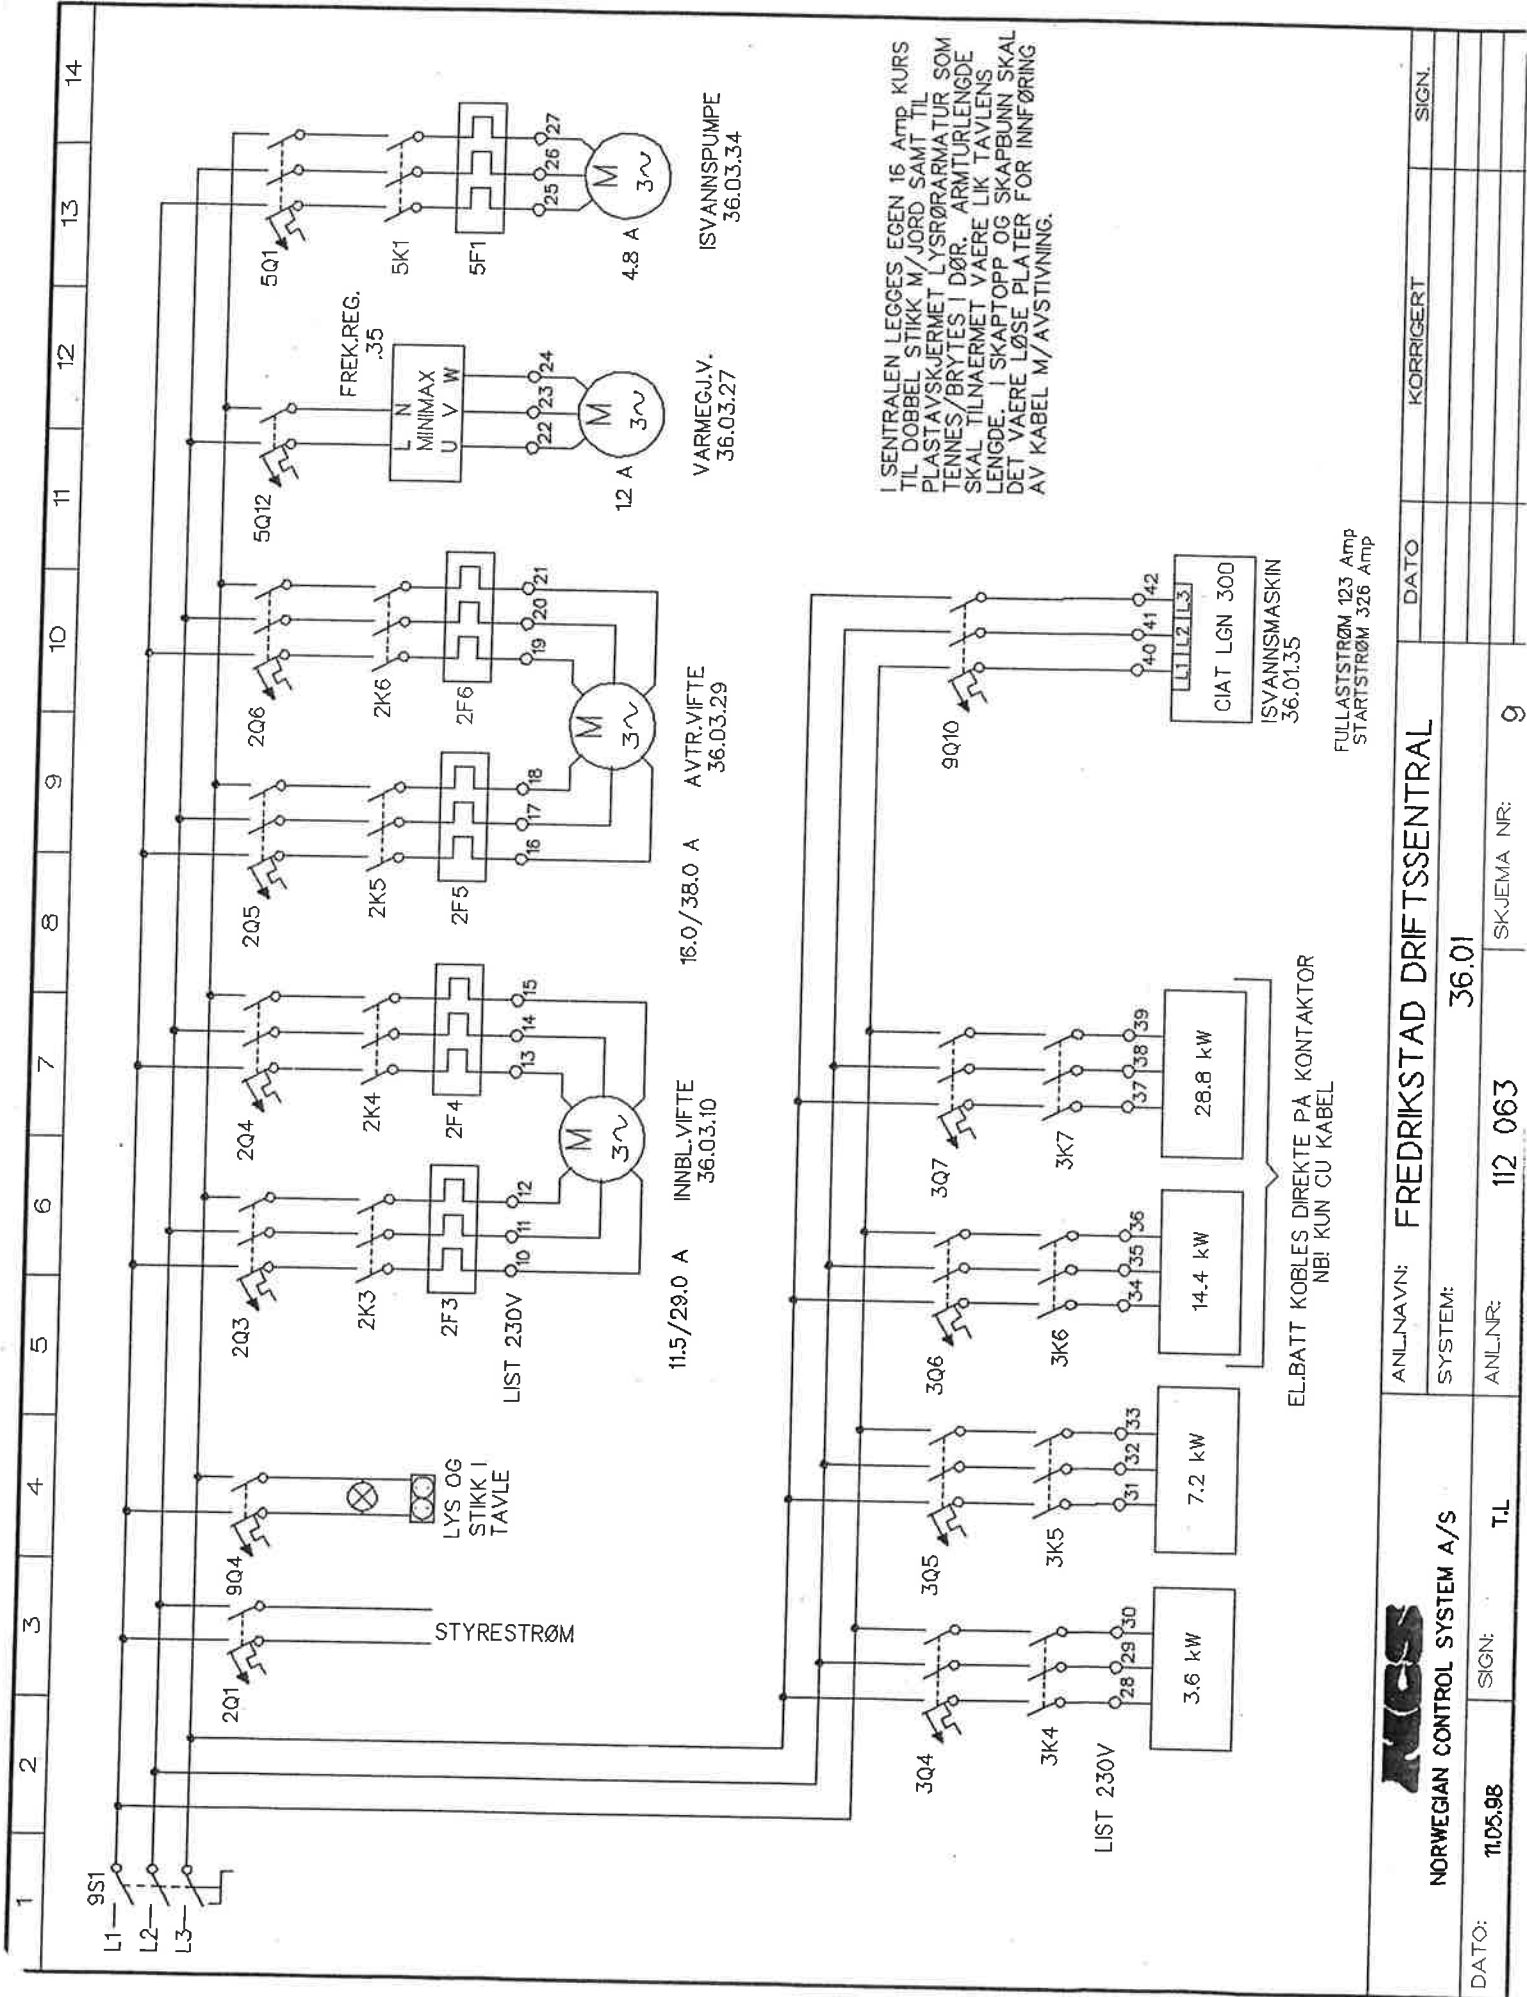 1 2 3 4 5 6 7 8 9 10 11 12 13 14
9S1
L1
L2
L3
2Q1
STYRESTRØM
9Q4
LYS OG
STIKK I
TAVLE
2Q3
2K3
2F3
LIST 230V
10 11 12
2Q4
2K4
2F4
13 14 15
M
3~
11.5/29.0 A
INNBL.VIFTE
36.03.10
2Q5
2K5
2F5
16 17 18
2Q6
2K6
2F6
19 20 21
M
3~
16.0/38.0 A
AVTR.VIFTE
36.03.29
5Q12
FREK.REG.
.35
L N
MINIMAX
U V W
22 23 24
M
3~
1.2 A
VARMEGJ.V.
36.03.27
5Q1
5K1
5F1
25 26 27
M
3~
4.8 A
ISVANNSPUMPE
36.03.34
I SENTRALEN LEGGES EGEN 16 Amp KURS
TIL DOBBEL STIKK M/JORD SAMT TIL
PLASTAVSKJERMET LYSRØRARMATUR SOM
TENNES/BRYTES I DØR. ARMTURLENGDE
SKAL TILNAERMET VAERE LIK TAVLENS
LENGDE. I SKAPTOPP OG SKAPBUNN SKAL
DET VAERE LØSE PLATER FOR INNFØRING
AV KABEL M/AVSTIVNING.
3Q4
3K4
LIST 230V
28 29 30
3.6 kW
3Q5
3K5
31 32 33
7.2 kW
3Q6
3K6
34 35 36
14.4 kW
3Q7
3K7
37 38 39
28.8 kW
EL.BATT KOBLES DIREKTE PÅ KONTAKTOR
NB! KUN CU KABEL
9Q10
40 41 42
L1 L2 L3
CIAT LGN 300
ISVANNSMASKIN
36.01.35
FULLASTSTRØM 123 Amp
STARTSTRØM 326 Amp
NCS
NORWEGIAN CONTROL SYSTEM A/S
DATO: 11.05.98
SIGN: T.L
ANL.NAVN: FREDRIKSTAD DRIFTSSENTRAL
SYSTEM: 36.01
ANL.NR: 112 063
SKJEMA NR: 9
DATO KORRIGERT SIGN.